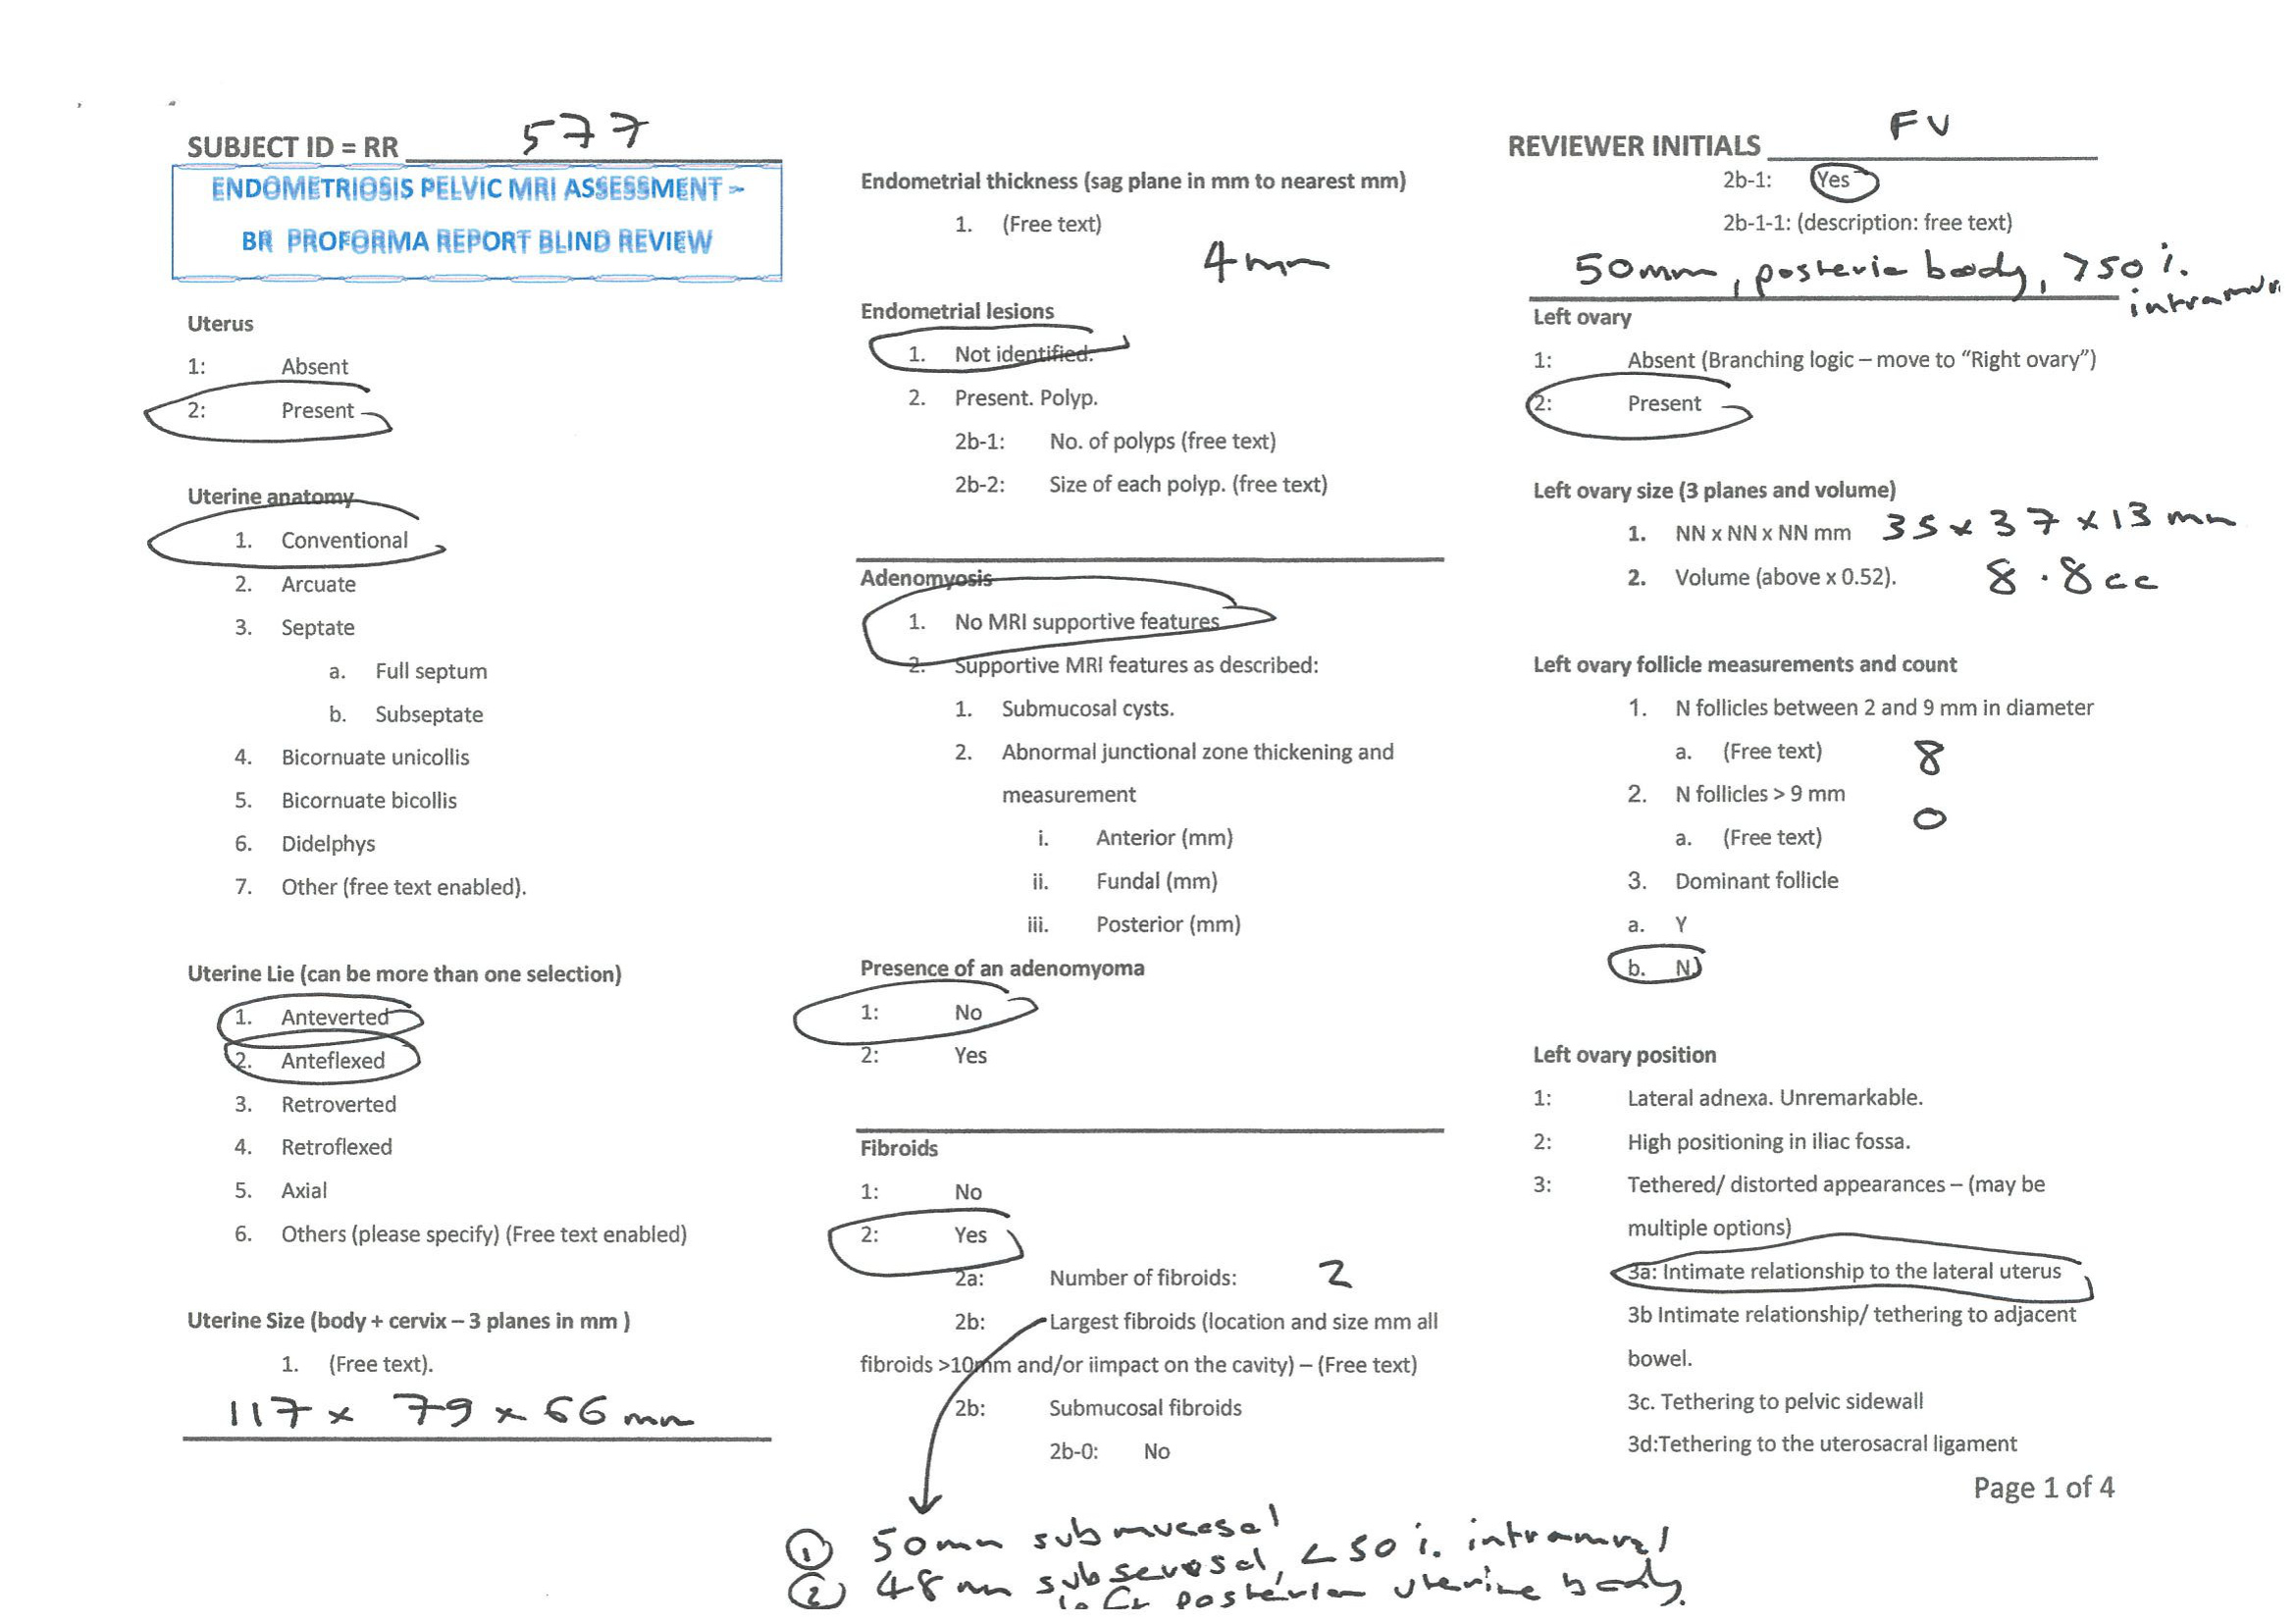 SUBJECT ID = RR 577
ENDOMETRIOSIS PELVIC MRI ASSESSMENT –
BR PROFORMA REPORT BLIND REVIEW
Uterus
1: Absent
2: Present
Uterine anatomy
1. Conventional
2. Arcuate
3. Septate
a. Full septum
b. Subseptate
4. Bicornuate unicollis
5. Bicornuate bicollis
6. Didelphys
7. Other (free text enabled).
Uterine Lie (can be more than one selection)
1. Anteverted
2. Anteflexed
3. Retroverted
4. Retroflexed
5. Axial
6. Others (please specify) (Free text enabled)
Uterine Size (body + cervix – 3 planes in mm )
1. (Free text).
117 x 79 x 66 mm
Endometrial thickness (sag plane in mm to nearest mm)
1. (Free text)
4mm
Endometrial lesions
1. Not identified.
2. Present. Polyp.
2b-1: No. of polyps (free text)
2b-2: Size of each polyp. (free text)
Adenomyosis
1. No MRI supportive features
2. Supportive MRI features as described:
1. Submucosal cysts.
2. Abnormal junctional zone thickening and
measurement
i. Anterior (mm)
ii. Fundal (mm)
iii. Posterior (mm)
Presence of an adenomyoma
1: No
2: Yes
Fibroids
1: No
2: Yes
2a: Number of fibroids: 2
2b: Largest fibroids (location and size mm all
fibroids >10mm and/or iimpact on the cavity) – (Free text)
2b: Submucosal fibroids
2b-0: No
① 50mm submucosal
<50%. intramural
② 48mm subserosal,
left posterior uterine body.
REVIEWER INITIALS FV
2b-1: Yes
2b-1-1: (description: free text)
50mm, posterior body, >50%.
intramur
Left ovary
1: Absent (Branching logic – move to "Right ovary")
2: Present
Left ovary size (3 planes and volume)
1. NN x NN x NN mm 35 x 37 x 13 mm
2. Volume (above x 0.52). 8.8cc
Left ovary follicle measurements and count
1. N follicles between 2 and 9 mm in diameter
a. (Free text) 8
2. N follicles > 9 mm
0
a. (Free text)
3. Dominant follicle
a. Y
b. N
Left ovary position
1: Lateral adnexa. Unremarkable.
2: High positioning in iliac fossa.
3: Tethered/ distorted appearances – (may be
multiple options)
3a: Intimate relationship to the lateral uterus
3b Intimate relationship/ tethering to adjacent
bowel.
3c. Tethering to pelvic sidewall
3d:Tethering to the uterosacral ligament
Page 1 of 4